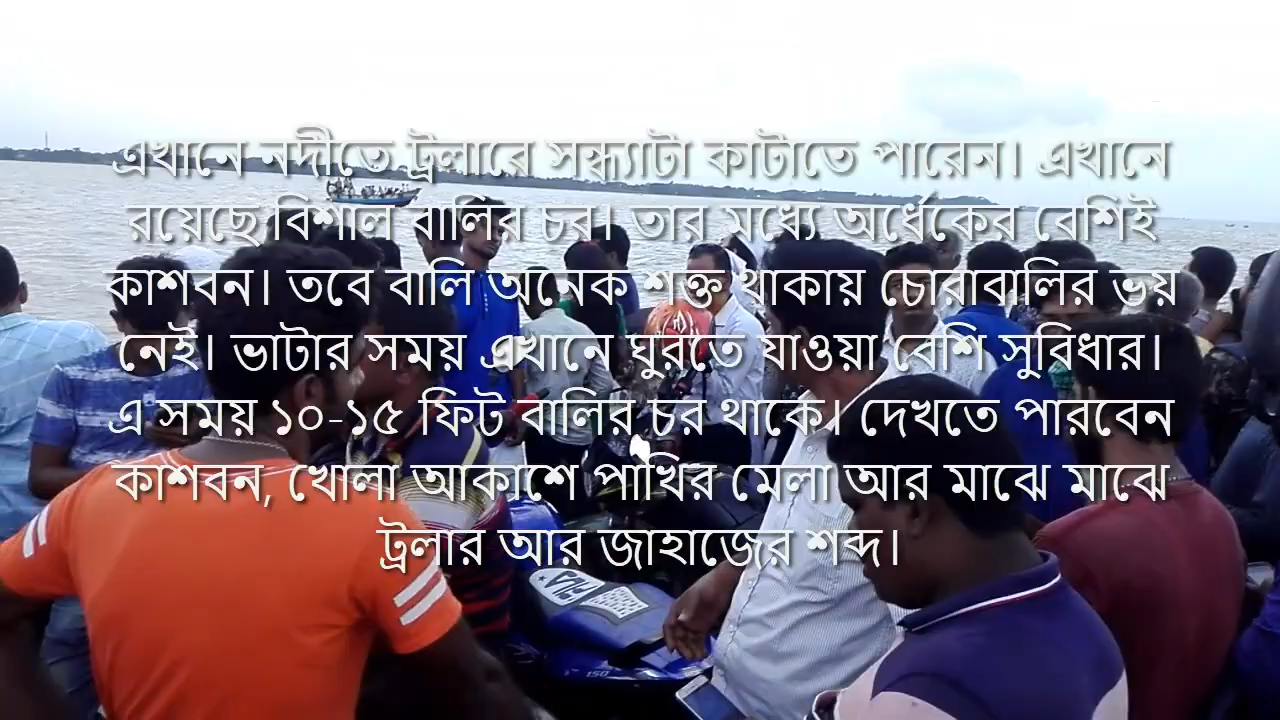 এখানে নদীতে ট্রলারে সন্ধ্যাটা কাটাতে পারেন। এখানে
রয়েছে বিশাল বালির চর। তার মধ্যে অর্ধেকের বেশিই
কাশবন। তবে বালি অনেক শক্ত থাকায় চোরাবালির ভয়
নেই। ভাটার সময় এখানে ঘুরতে যাওয়া বেশি সুবিধার।
এ সময় ১০-১৫ ফিট বালির চর থাকে। দেখতে পারবেন
কাশবন, খোলা আকাশে পাখির মেলা আর মাঝে মাঝে
ট্রলার আর জাহাজের শব্দ।
150